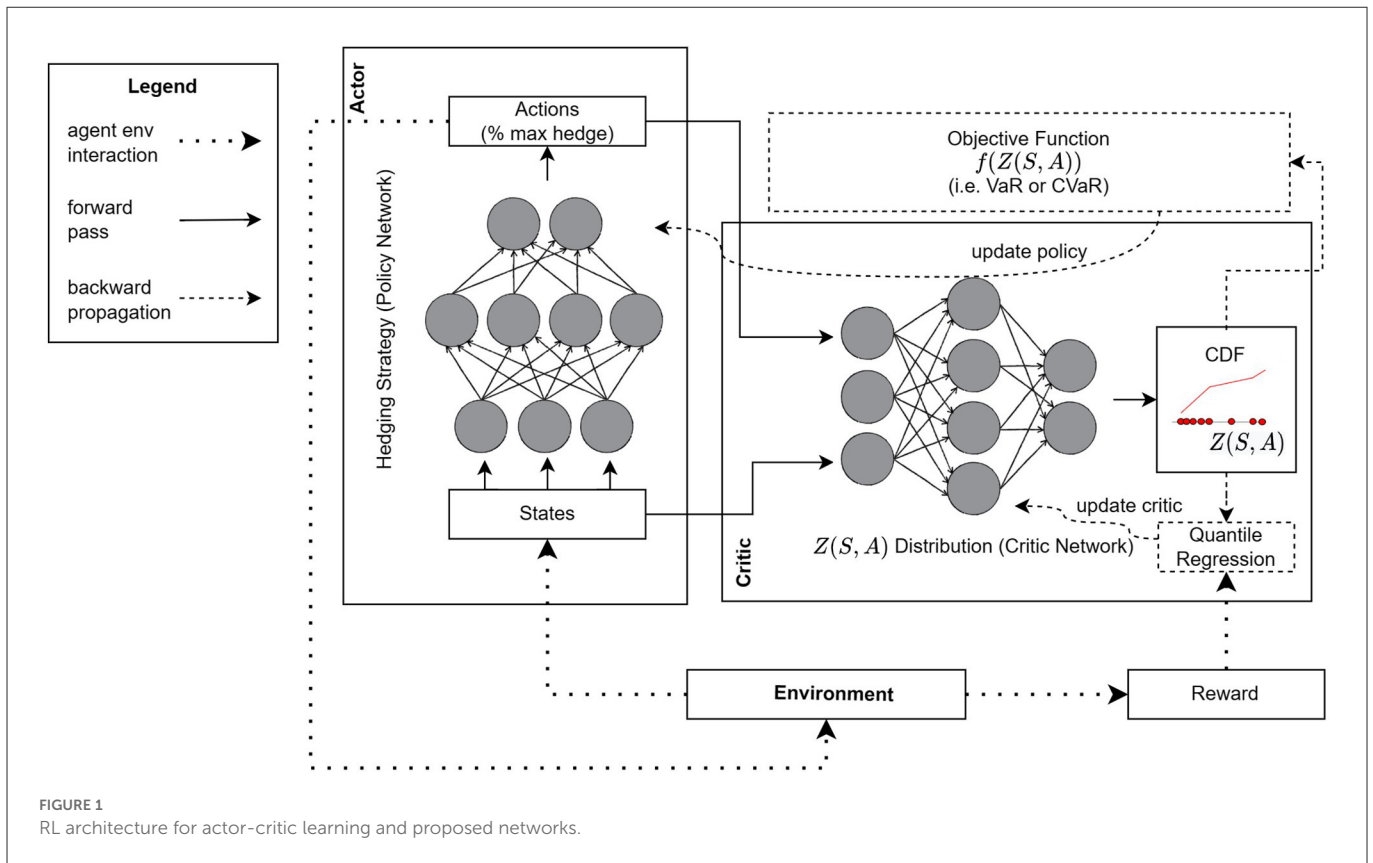 Legend
agent env
interaction
forward
pass
backward
propagation
Actor
Hedging Strategy (Policy Network)
Actions
(% max hedge)
States
Objective Function
f(Z(S, A))
(i.e. VaR or CVaR)
update policy
Critic
CDF
Z(S, A)
update critic
Z(S, A) Distribution (Critic Network)
Quantile
Regression
Environment
Reward
FIGURE 1
RL architecture for actor-critic learning and proposed networks.